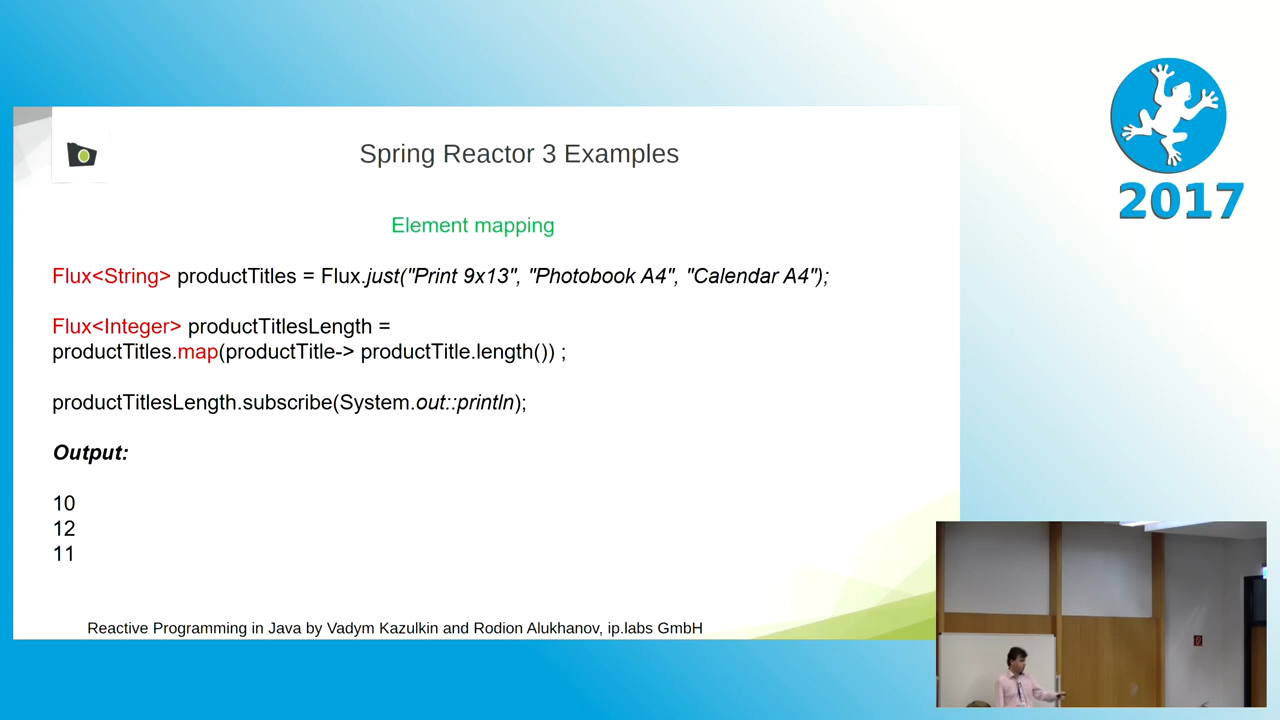 Spring Reactor 3 Examples
Element mapping
Flux<String> productTitles = Flux.just("Print 9x13", "Photobook A4", "Calendar A4");
Flux<Integer> productTitlesLength =
productTitles.map(productTitle-> productTitle.length()) ;
productTitlesLength.subscribe(System.out::println);
Output:
10
12
11
Reactive Programming in Java by Vadym Kazulkin and Rodion Alukhanov, ip.labs GmbH
2017